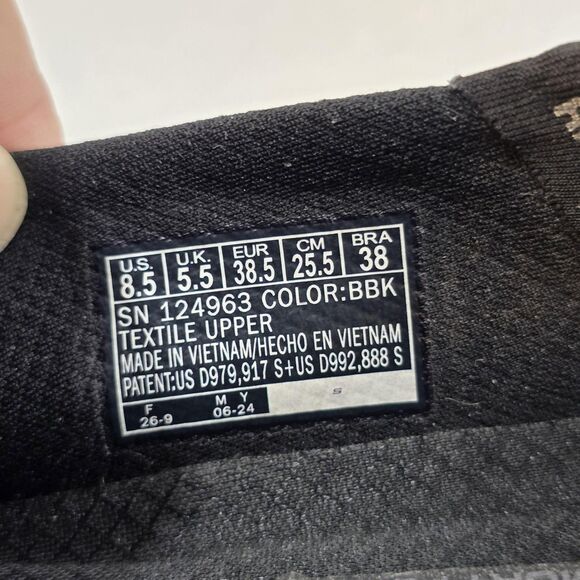 U.S. U.K. EUR CM BRA
8.5 5.5 38.5 25.5 38
SN 124963 COLOR:BBK
TEXTILE UPPER
MADE IN VIETNAM/HECHO EN VIETNAM
PATENT:US D979,917 S+US D992,888 S
F M Y S
26-9 06-24